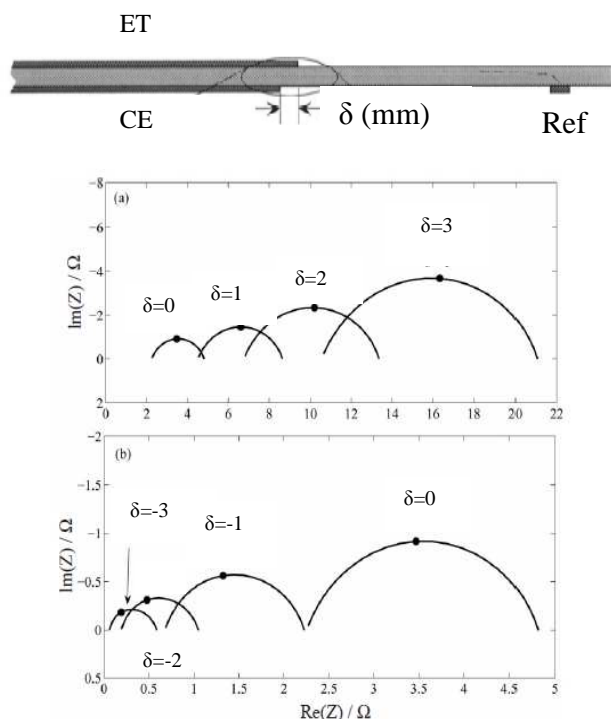 ET
CE
δ (mm)
Ref
(a)
Im(Z) / Ω
−8
−6
−4
−2
0
2
δ=0
δ=1
δ=2
δ=3
0 2 4 6 8 10 12 14 16 18 20 22
(b)
Im(Z) / Ω
−2
−1.5
−1
−0.5
0
0.5
δ=-3
δ=-1
δ=0
δ=-2
0 0.5 1 1.5 2 2.5 3 3.5 4 4.5 5
Re(Z) / Ω